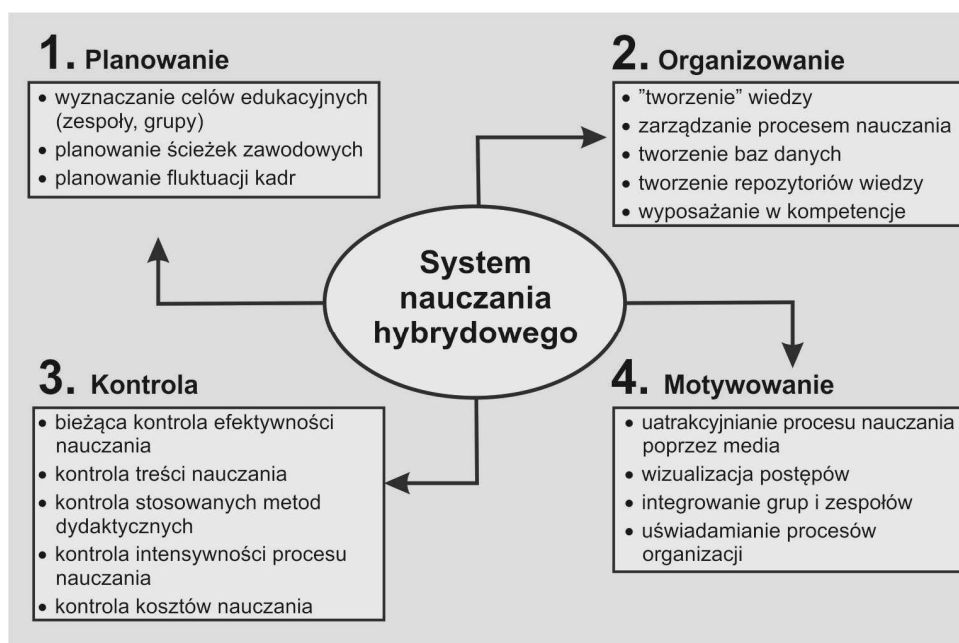 1. Planowanie
• wyznaczanie celów edukacyjnych
(zespoły, grupy)
• planowanie ścieżek zawodowych
• planowanie fluktuacji kadr
2. Organizowanie
• ”tworzenie” wiedzy
• zarządzanie procesem nauczania
• tworzenie baz danych
• tworzenie repozytoriów wiedzy
• wyposażanie w kompetencje
System
nauczania
hybrydowego
3. Kontrola
• bieżąca kontrola efektywności
nauczania
• kontrola treści nauczania
• kontrola stosowanych metod
dydaktycznych
• kontrola intensywności procesu
nauczania
• kontrola kosztów nauczania
4. Motywowanie
• uatrakcyjnianie procesu nauczania
poprzez media
• wizualizacja postępów
• integrowanie grup i zespołów
• uświadamianie procesów
organizacji